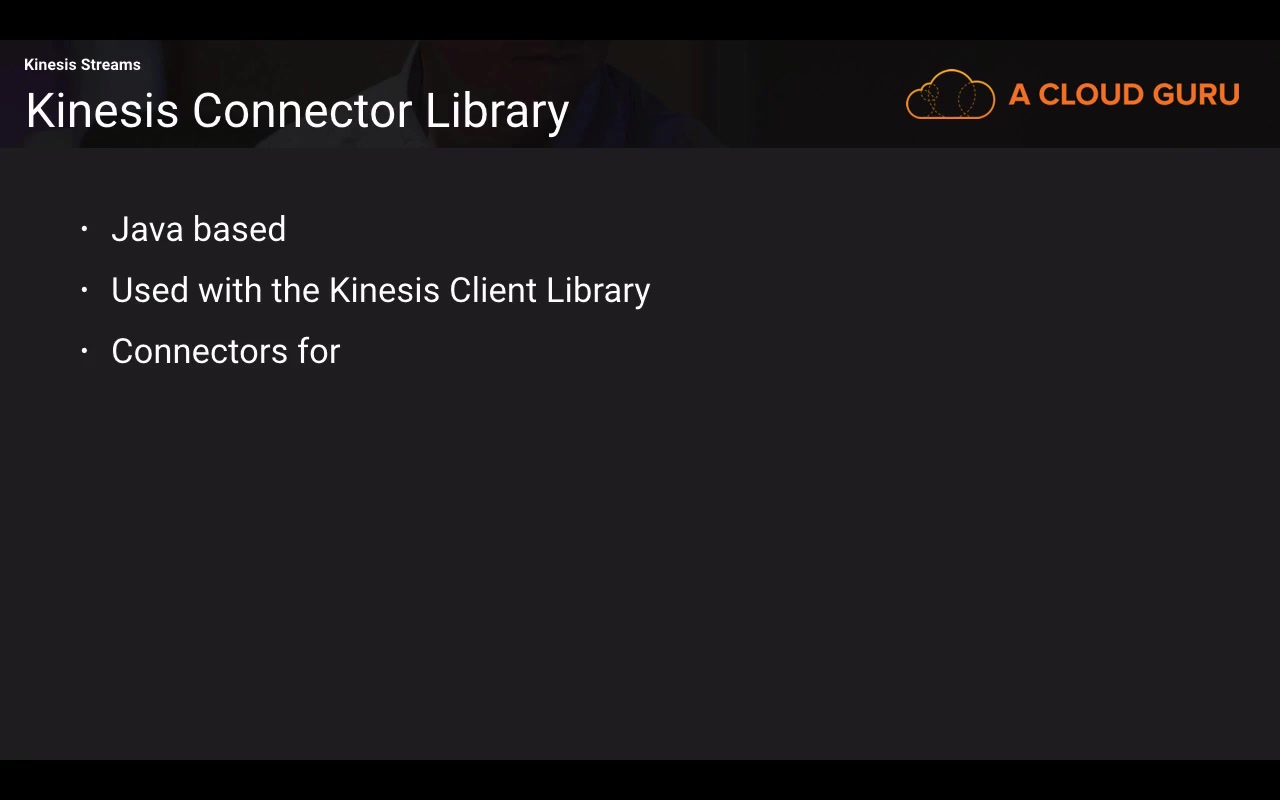 Kinesis Streams
Kinesis Connector Library
A CLOUD GURU
• Java based
• Used with the Kinesis Client Library
• Connectors for